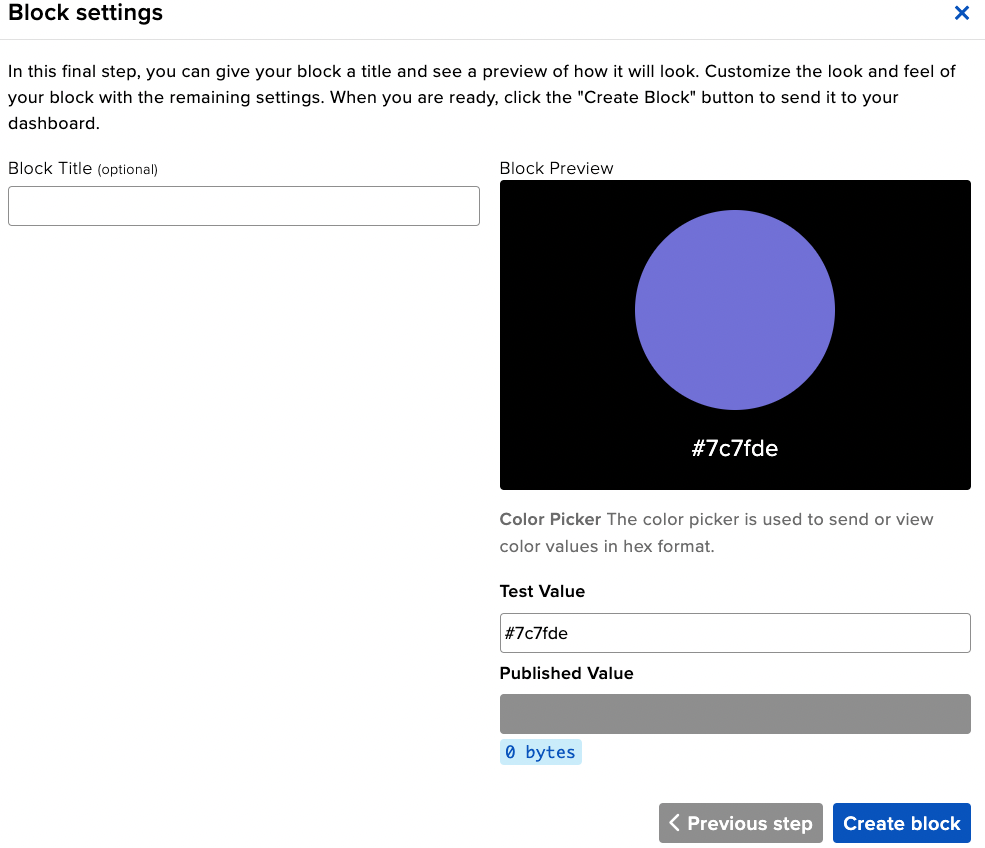 Block settings
In this final step, you can give your block a title and see a preview of how it will look. Customize the look and feel of
your block with the remaining settings. When you are ready, click the "Create Block" button to send it to your
dashboard.
Block Title (optional)
Block Preview
#7c7fde
Color Picker The color picker is used to send or view
color values in hex format.
Test Value
#7c7fde
Published Value
0 bytes
Previous step
Create block